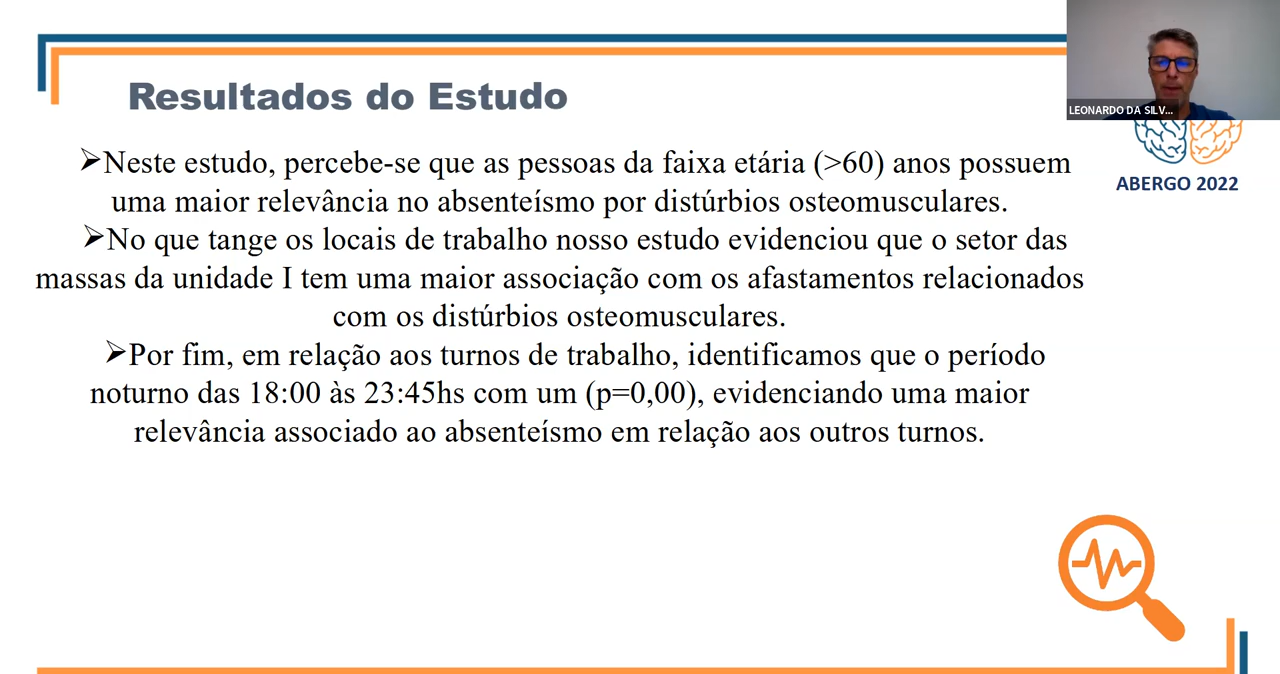 LEONARDO DA SILV...
Resultados do Estudo
ABERGO 2022
➢Neste estudo, percebe-se que as pessoas da faixa etária (>60) anos possuem
uma maior relevância no absenteísmo por distúrbios osteomusculares.
➢No que tange os locais de trabalho nosso estudo evidenciou que o setor das
massas da unidade I tem uma maior associação com os afastamentos relacionados
com os distúrbios osteomusculares.
➢Por fim, em relação aos turnos de trabalho, identificamos que o período
noturno das 18:00 às 23:45hs com um (p=0,00), evidenciando uma maior
relevância associado ao absenteísmo em relação aos outros turnos.